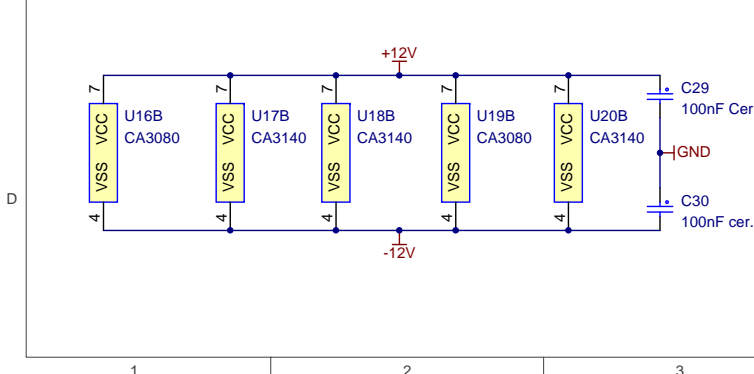 +12V
7
7
7
7
7
C29
100nF Cer
U16B
CA3080
VCC
VSS
U17B
CA3140
VCC
VSS
U18B
CA3140
VCC
VSS
U19B
CA3080
VCC
VSS
U20B
CA3140
VCC
VSS
GND
D
4
4
4
4
4
C30
100nF cer.
-12V
1
2
3